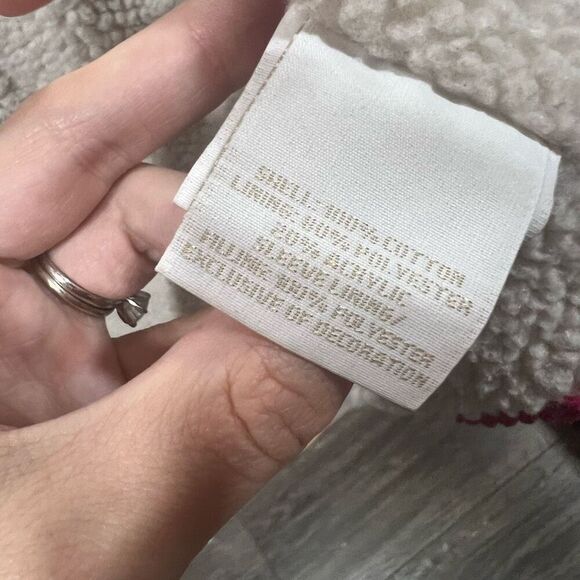 SHELL: 100% COTTON
LINING: 80% POLYESTER
20% ACRYLIC
SLEEVE LINING/
FILLING: 100% POLYESTER
EXCLUSIVE OF DECORATION